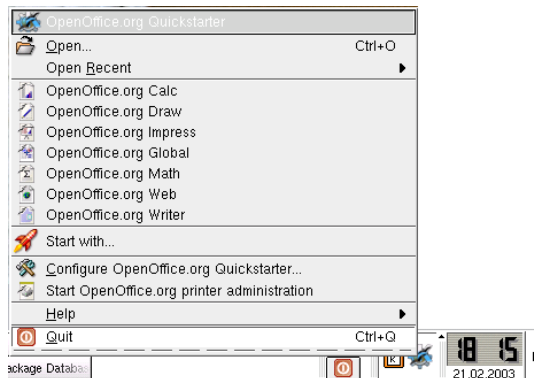 OpenOffice.org Quickstarter
Open... Ctrl+O
Open Recent
OpenOffice.org Calc
OpenOffice.org Draw
OpenOffice.org Impress
OpenOffice.org Global
OpenOffice.org Math
OpenOffice.org Web
OpenOffice.org Writer
Start with...
Configure OpenOffice.org Quickstarter...
Start OpenOffice.org printer administration
Help
Quit Ctrl+Q
ackage Databas
K
18 15
21.02.2003